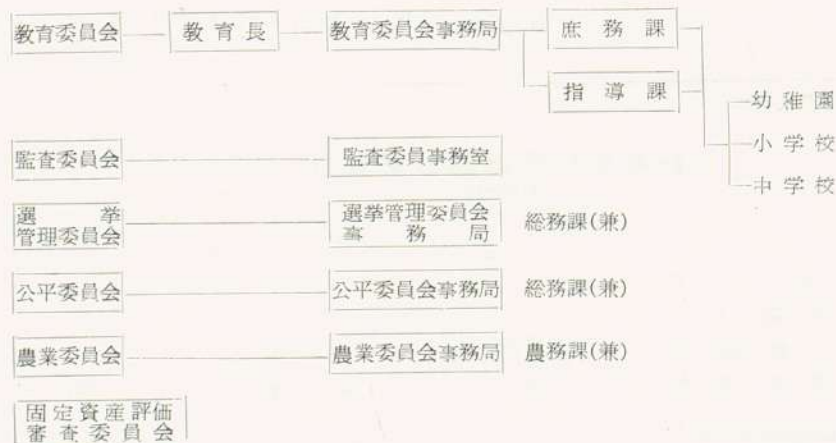 教育委員会 教育長 教育委員会事務局 庶務課
指導課
幼稚園
小学校
中学校
監査委員会 監査委員事務室
選挙
管理委員会
選挙管理委員会
事務局
総務課(兼)
公平委員会 公平委員会事務局 総務課(兼)
農業委員会 農業委員会事務局 農務課(兼)
固定資産評価
審査委員会